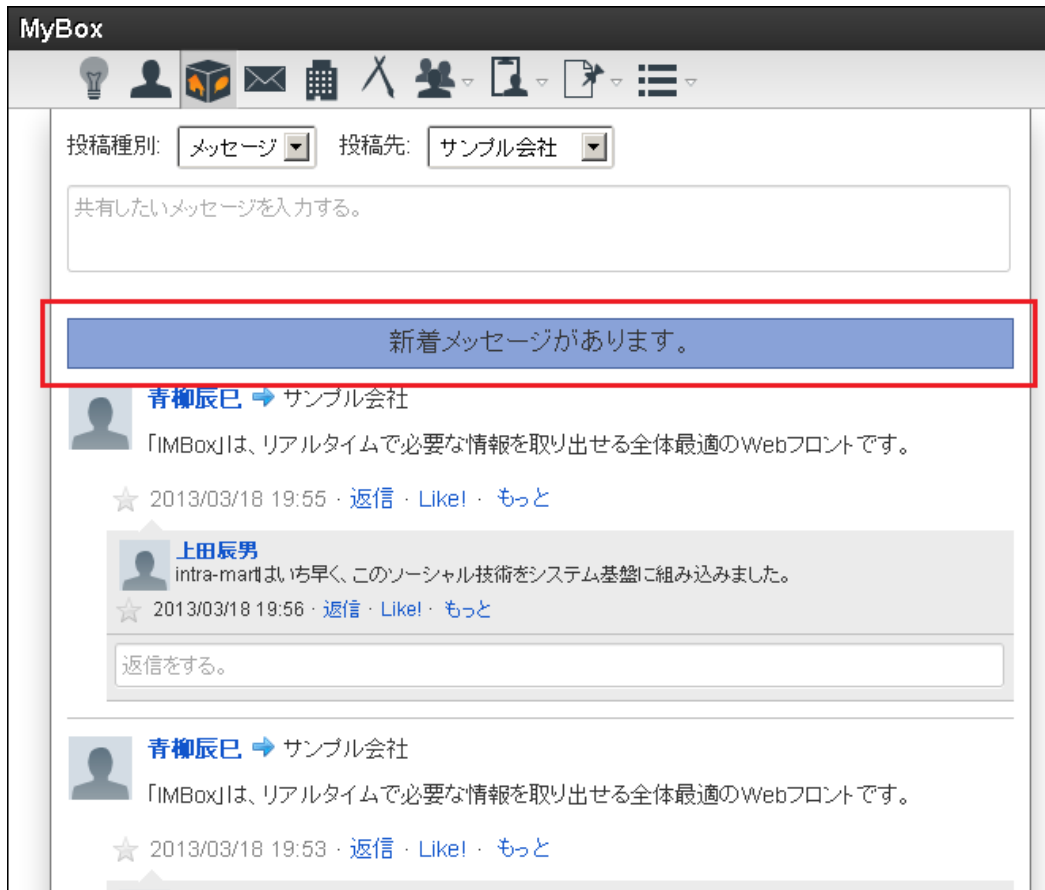 MyBox
投稿種別: メッセージ 投稿先: サンプル会社
共有したいメッセージを入力する。
新着メッセージがあります。
青柳辰巳 サンプル会社
「IMBox」は、リアルタイムで必要な情報を取り出せる全体最適のWebフロントです。
2013/03/18 19:55 · 返信 · Like! · もっと
上田辰男
intra-martはいち早く、このソーシャル技術をシステム基盤に組み込みました。
2013/03/18 19:56 · 返信 · Like! · もっと
返信をする。
青柳辰巳 サンプル会社
「IMBox」は、リアルタイムで必要な情報を取り出せる全体最適のWebフロントです。
2013/03/18 19:53 · 返信 · Like! · もっと